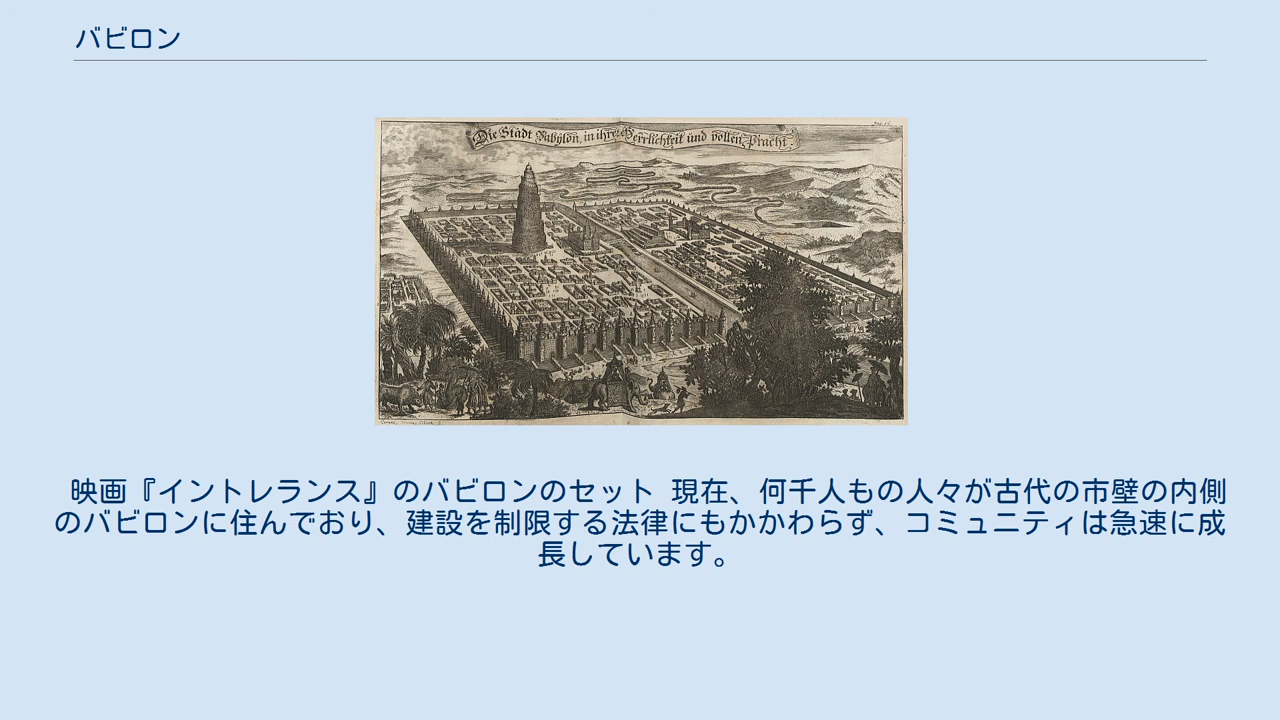 バビロン
Die Stadt Babylon, in ihrer Herrlichkeit und vollen Pracht.
映画『イントレランス』のバビロンのセット 現在、何千人もの人々が古代の市壁の内側
のバビロンに住んでおり、建設を制限する法律にもかかわらず、コミュニティは急速に成
長しています。